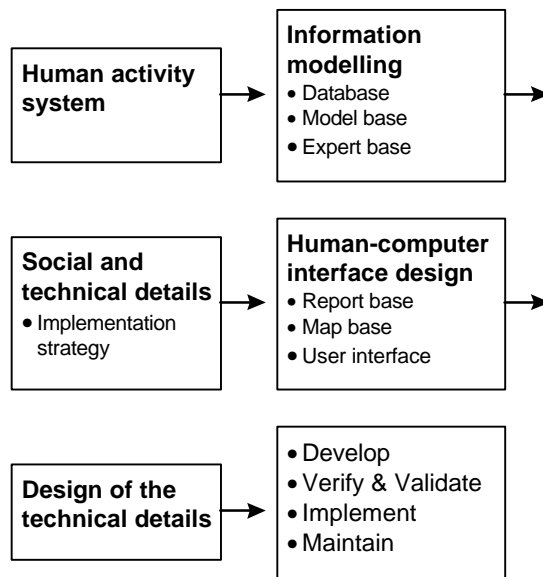 Human activity
system
Information
modelling
• Database
• Model base
• Expert base
Social and
technical details
• Implementation
strategy
Human-computer
interface design
• Report base
• Map base
• User interface
Design of the
technical details
• Develop
• Verify & Validate
• Implement
• Maintain